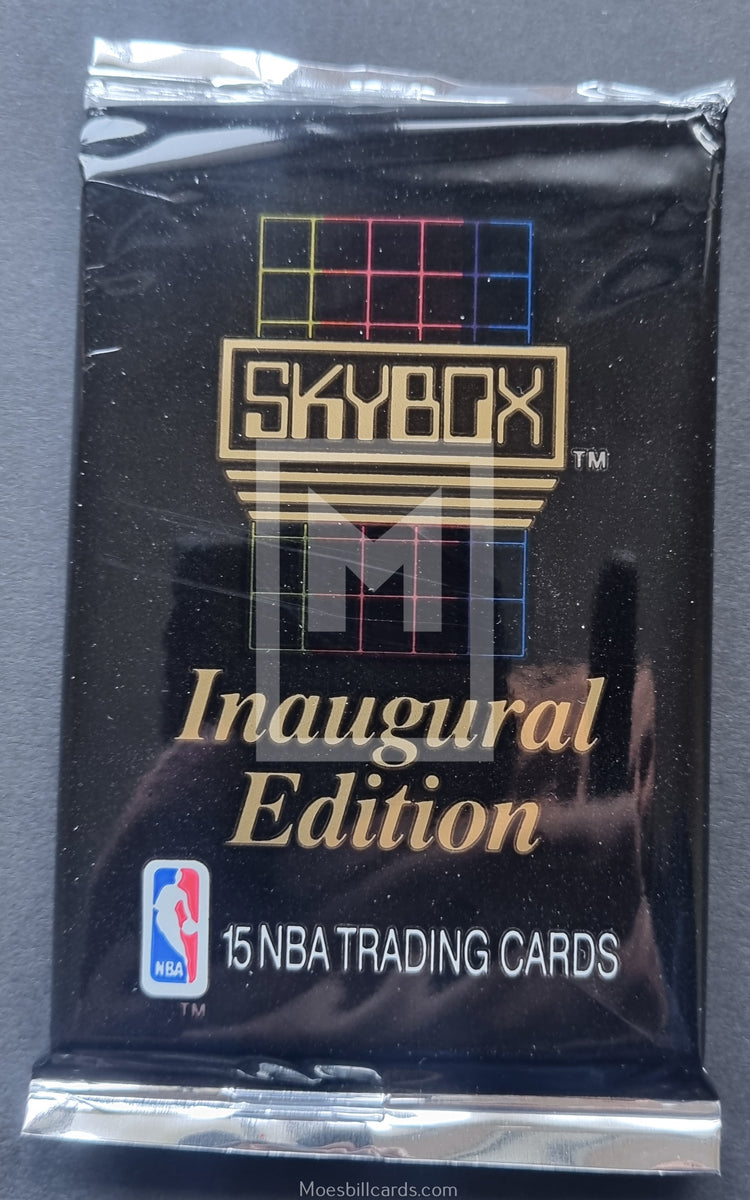 SKYBOX
TM
M
Inaugural
Edition
NBA
TM
15 NBA TRADING CARDS
Moesbillcards.com